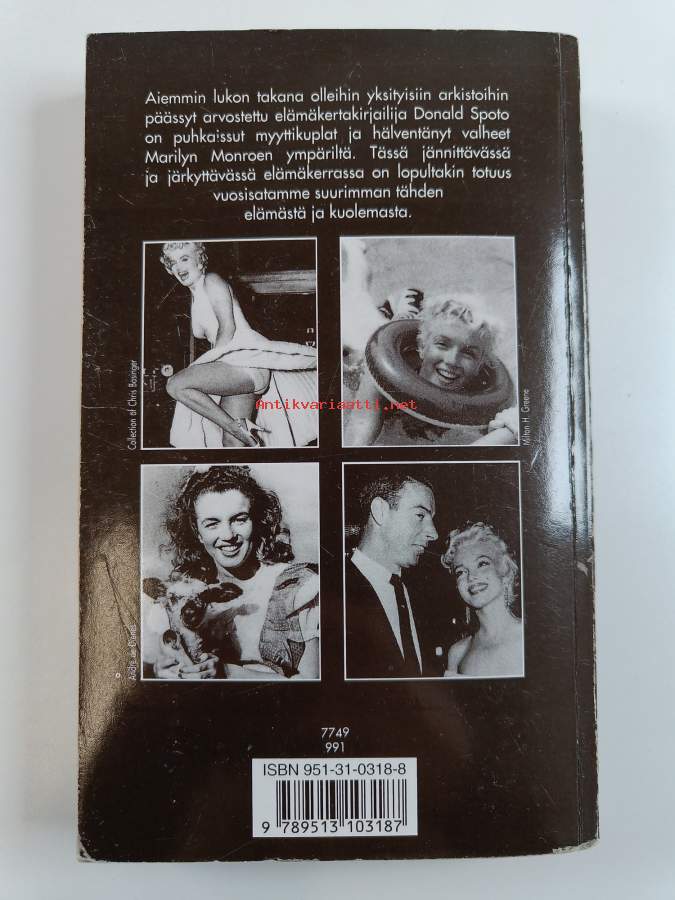 Aiemmin lukon takana olleihin yksityisiin arkistoihin
päässyt arvostettu elämäkertakirjailija Donald Spoto
on puhkaissut myyttikuplat ja hälventänyt valheet
Marilyn Monroen ympäriltä. Tässä jännittävässä
ja järkyttävässä elämäkerrassa on lopultakin totuus
vuosisatamme suurimman tähden
elämästä ja kuolemasta.
Collection of Chris Basinger
Milton H. Greene
Antikvariaatti.net
André de Dienes
7749
991
ISBN 951-31-0318-8
9 789513 103187